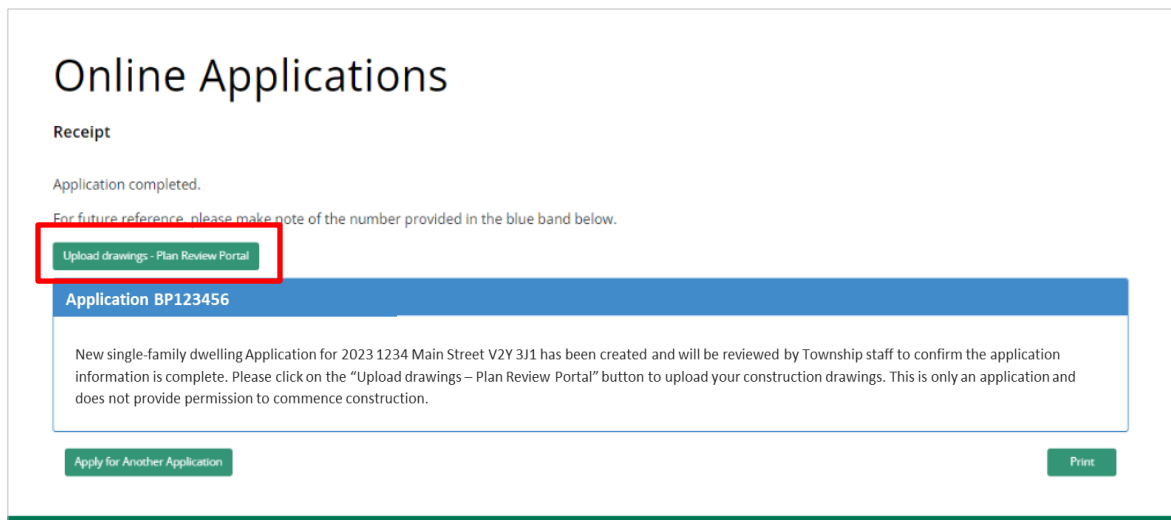 Online Applications
Receipt
Application completed.
For future reference, please make note of the number provided in the blue band below.
Upload drawings - Plan Review Portal
Application BP123456
New single-family dwelling Application for 2023 1234 Main Street V2Y 3J1 has been created and will be reviewed by Township staff to confirm the application
information is complete. Please click on the “Upload drawings – Plan Review Portal” button to upload your construction drawings. This is only an application and
does not provide permission to commence construction.
Apply for Another Application
Print